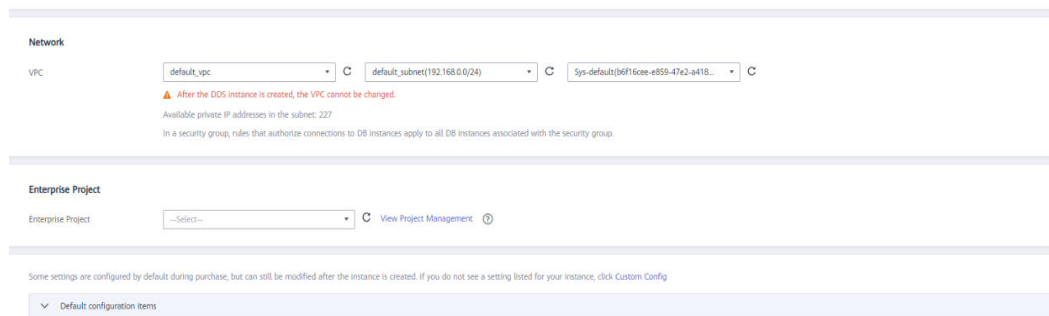 Network
VPC
default_vpc
default_subnet(192.168.0.0/24)
Sys-default(b6f16cee-e859-47e2-a418...
After the DDS instance is created, the VPC cannot be changed.
Available private IP addresses in the subnet: 227
In a security group, rules that authorize connections to DB instances apply to all DB instances associated with the security group.
Enterprise Project
Enterprise Project
--Select--
View Project Management
Some settings are configured by default during purchase, but can still be modified after the instance is created. If you do not see a setting listed for your instance, click Custom Config
Default configuration items